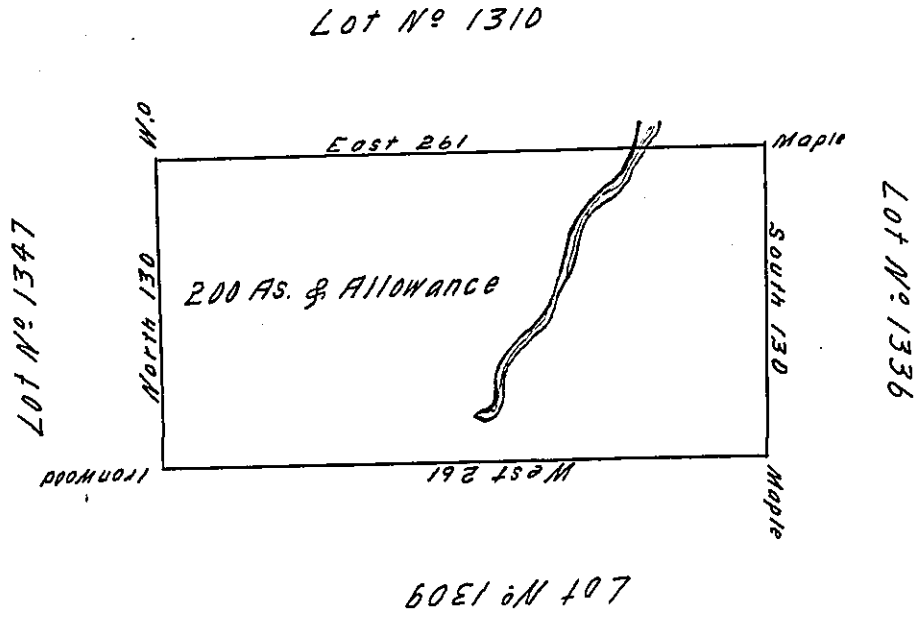 Lot Nº 1310
W.O
East 261
Maple
Lot Nº 1347
North 130
200 As. & Allowance
South 130
Lot Nº 1336
Ironwood
West 261
Maple
Lot Nº 1309